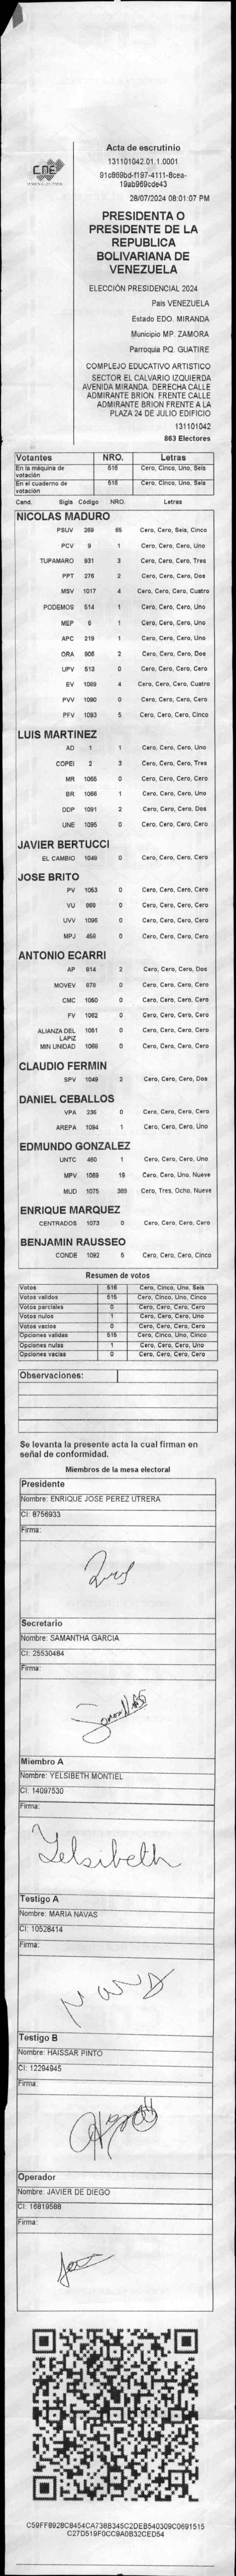 CNE
Acta de escrutinio
131101042.01.1.0001
91c869bd-f197-4111-8cea-
19ab969cde43
28/07/2024 08:01:07 PM
PRESIDENTA O
PRESIDENTE DE LA
REPUBLICA
BOLIVARIANA DE
VENEZUELA
ELECCIÓN PRESIDENCIAL 2024
Pais VENEZUELA
Estado EDO. MIRANDA
Municipio MP. ZAMORA
Parroquia PQ. GUATIRE
COMPLEJO EDUCATIVO ARTISTICO
SECTOR EL CALVARIO IZQUIERDA
AVENIDA MIRANDA. DERECHA CALLE
ADMIRANTE BRION. FRENTE CALLE
ADMIRANTE BRION FRENTE A LA
PLAZA 24 DE JULIO EDIFICIO
131101042
863 Electores
Votantes NRO. Letras
En la máquina de votación 516 Cero, Cinco, Uno, Seis
En el cuaderno de votación 516 Cero, Cinco, Uno, Seis
Cand. Sigla Código NRO. Letras
NICOLAS MADURO
PSUV 269 65 Cero, Cero, Seis, Cinco
PCV 9 1 Cero, Cero, Cero, Uno
TUPAMARO 931 3 Cero, Cero, Cero, Tres
PPT 276 2 Cero, Cero, Cero, Dos
MSV 1017 4 Cero, Cero, Cero, Cuatro
PODEMOS 514 1 Cero, Cero, Cero, Uno
MEP 6 1 Cero, Cero, Cero, Uno
APC 219 1 Cero, Cero, Cero, Uno
ORA 906 2 Cero, Cero, Cero, Dos
UPV 513 0 Cero, Cero, Cero, Cero
EV 1089 4 Cero, Cero, Cero, Cuatro
PVV 1090 0 Cero, Cero, Cero, Cero
PFV 1093 5 Cero, Cero, Cero, Cinco
LUIS MARTINEZ
AD 1 1 Cero, Cero, Cero, Uno
COPEI 2 3 Cero, Cero, Cero, Tres
MR 1055 0 Cero, Cero, Cero, Cero
BR 1066 1 Cero, Cero, Cero, Uno
DDP 1091 2 Cero, Cero, Cero, Dos
UNE 1095 0 Cero, Cero, Cero, Cero
JAVIER BERTUCCI
EL CAMBIO 1048 0 Cero, Cero, Cero, Cero
JOSE BRITO
PV 1053 0 Cero, Cero, Cero, Cero
VU 969 0 Cero, Cero, Cero, Cero
UVV 1096 0 Cero, Cero, Cero, Cero
MPJ 458 0 Cero, Cero, Cero, Cero
ANTONIO ECARRI
AP 914 2 Cero, Cero, Cero, Dos
MOVEV 878 0 Cero, Cero, Cero, Cero
CMC 1060 0 Cero, Cero, Cero, Cero
FV 1062 0 Cero, Cero, Cero, Cero
ALIANZA DEL LAPIZ 1051 0 Cero, Cero, Cero, Cero
MIN UNIDAD 1068 0 Cero, Cero, Cero, Cero
CLAUDIO FERMIN
SPV 1049 2 Cero, Cero, Cero, Dos
DANIEL CEBALLOS
VPA 236 0 Cero, Cero, Cero, Cero
AREPA 1094 1 Cero, Cero, Cero, Uno
EDMUNDO GONZALEZ
UNTC 460 1 Cero, Cero, Cero, Uno
MPV 1069 19 Cero, Cero, Uno, Nueve
MUD 1075 389 Cero, Tres, Ocho, Nueve
ENRIQUE MARQUEZ
CENTRADOS 1073 0 Cero, Cero, Cero, Cero
BENJAMIN RAUSSEO
CONDE 1092 5 Cero, Cero, Cero, Cinco
Resumen de votos
Votos 516 Cero, Cinco, Uno, Seis
Votos validos 515 Cero, Cinco, Uno, Cinco
Votos parciales 0 Cero, Cero, Cero, Cero
Votos nulos 1 Cero, Cero, Cero, Uno
Votos vacios 0 Cero, Cero, Cero, Cero
Opciones validas 515 Cero, Cinco, Uno, Cinco
Opciones nulas 1 Cero, Cero, Cero, Uno
Opciones vacias 0 Cero, Cero, Cero, Cero
Observaciones:
Se levanta la presente acta la cual firman en
señal de conformidad.
Miembros de la mesa electoral
Presidente
Nombre: ENRIQUE JOSE PEREZ UTRERA
CI: 8756933
Firma:
Secretario
Nombre: SAMANTHA GARCIA
CI: 25530484
Firma:
Miembro A
Nombre: YELSIBETH MONTIEL
CI: 14097530
Firma:
Yelsibeth
Testigo A
Nombre: MARIA NAVAS
CI: 10528414
Firma:
Testigo B
Nombre: HAISSAR PINTO
CI: 12294945
Firma:
Operador
Nombre: JAVIER DE DIEGO
CI: 16819588
Firma:
C59FF8928C8454CA738B345C2DEB540309C0691515
C27D519F0CC9A0B32CED54